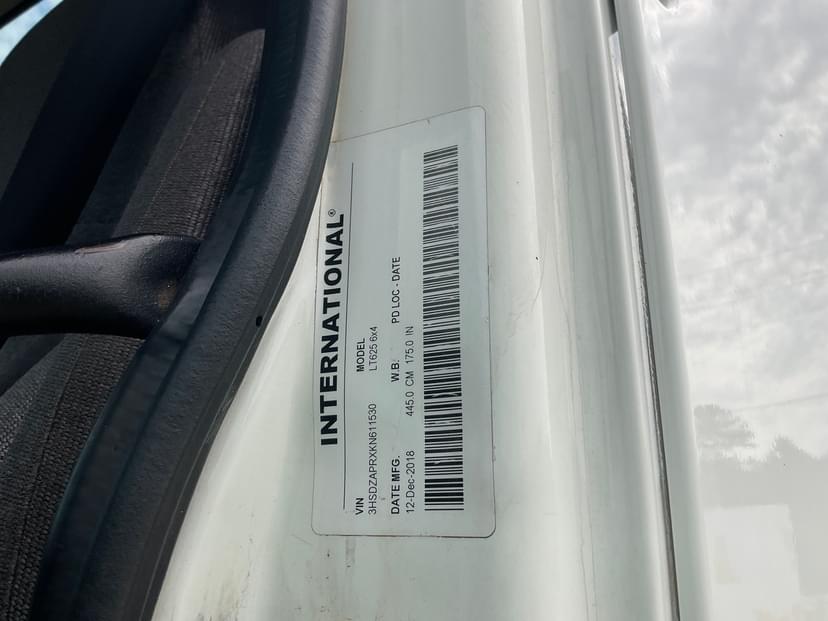 INTERNATIONAL®
VIN MODEL
3HSDZAPRXKN611530 LT625 6x4
DATE MFG. W.B. PD LOC - DATE
12-Dec-2018 445.0 CM 175.0 IN